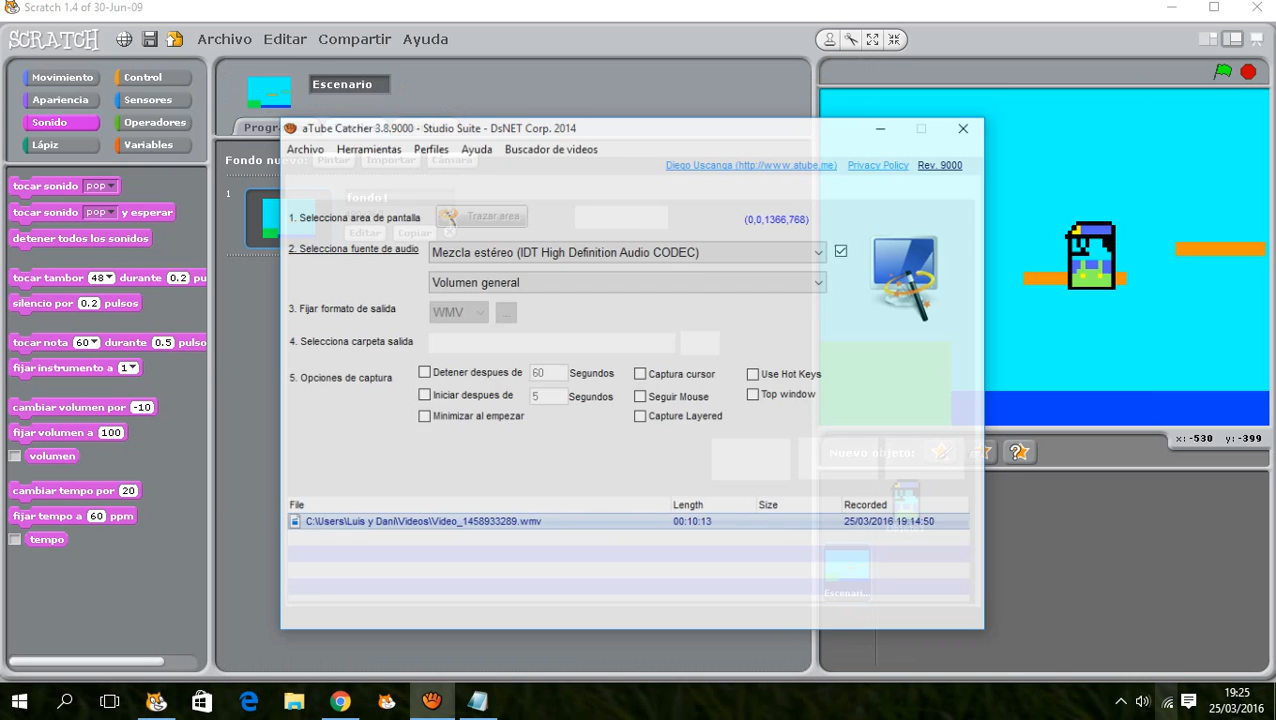 Scratch 1.4 of 30-Jun-09
SCRATCH
Archivo Editar Compartir Ayuda
Movimiento Control
Apariencia Sensores
Sonido Operadores
Lápiz Variables
tocar sonido pop
tocar sonido pop y esperar
detener todos los sonidos
tocar tambor 48 durante 0.2 pu
silencio por 0.2 pulsos
tocar nota 60 durante 0.5 pulso
fijar instrumento a 1
cambiar volumen por -10
fijar volumen a 100
volumen
cambiar tempo por 20
fijar tempo a 60 ppm
tempo
Escenario
Progr
Fondo nuevo: Pintar Importar Cámara
1
fondo1
Editar Copiar
aTube Catcher 3.8.9000 - Studio Suite - DsNET Corp. 2014
Archivo Herramientas Perfiles Ayuda Buscador de videos
Diego Uscanga (http://www.atube.me) Privacy Policy Rev. 9000
1. Selecciona area de pantalla Trazar area (0,0,1366,768)
2. Selecciona fuente de audio Mezcla estéreo (IDT High Definition Audio CODEC)
Volumen general
3. Fijar formato de salida WMV ...
4. Selecciona carpeta salida
5. Opciones de captura
Detener despues de 60 Segundos Captura cursor Use Hot Keys
Iniciar despues de 5 Segundos Seguir Mouse Top window
Minimizar al empezar Capture Layered
File Length Size Recorded
C:\Users\Luis y Dani\Videos\Video_1458933289.wmv 00:10:13 25/03/2016 19:14:50
x: -530 y: -399
Nuevo objeto:
Escenari...
19:25
25/03/2016